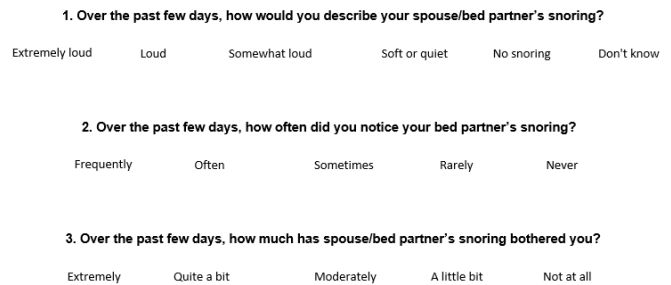 1. Over the past few days, how would you describe your spouse/bed partner's snoring?
Extremely loud Loud Somewhat loud Soft or quiet No snoring Don't know
2. Over the past few days, how often did you notice your bed partner's snoring?
Frequently Often Sometimes Rarely Never
3. Over the past few days, how much has spouse/bed partner's snoring bothered you?
Extremely Quite a bit Moderately A little bit Not at all